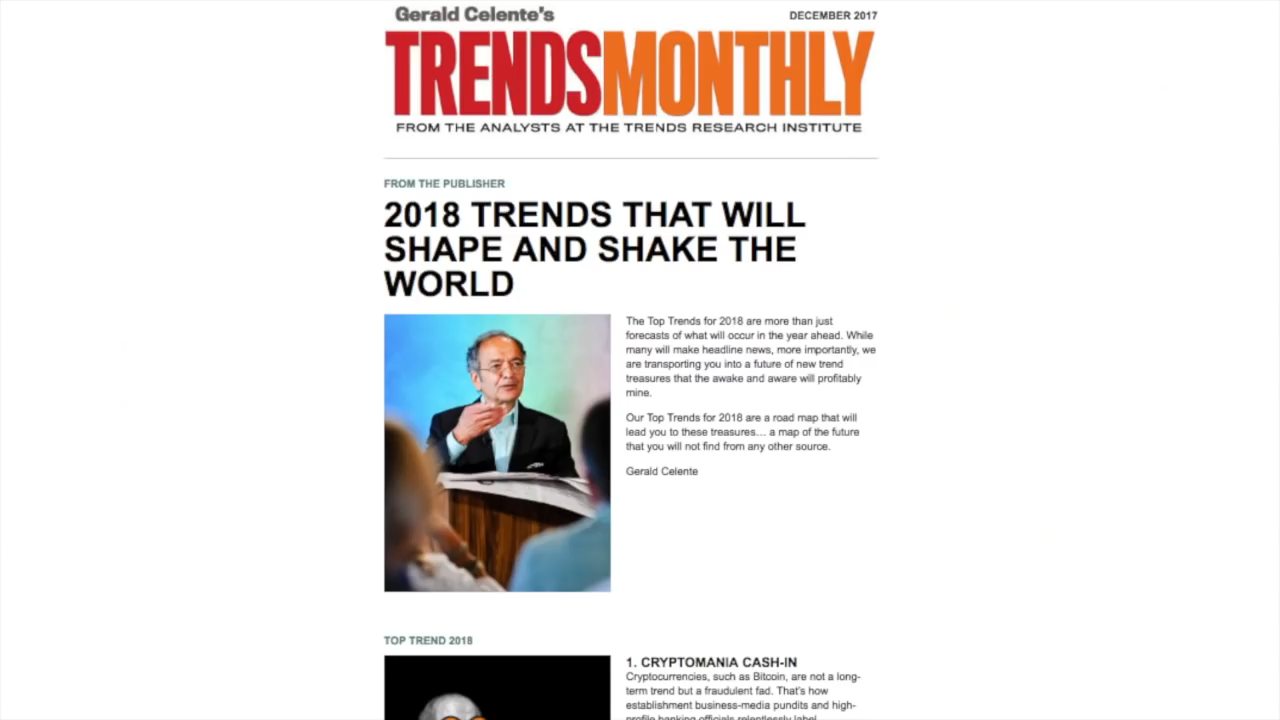 Gerald Celente's
DECEMBER 2017
TRENDSMONTHLY
FROM THE ANALYSTS AT THE TRENDS RESEARCH INSTITUTE
FROM THE PUBLISHER
2018 TRENDS THAT WILL
SHAPE AND SHAKE THE
WORLD
The Top Trends for 2018 are more than just
forecasts of what will occur in the year ahead. While
many will make headline news, more importantly, we
are transporting you into a future of new trend
treasures that the awake and aware will profitably
mine.
Our Top Trends for 2018 are a road map that will
lead you to these treasures… a map of the future
that you will not find from any other source.
Gerald Celente
TOP TREND 2018
1. CRYPTOMANIA CASH-IN
Cryptocurrencies, such as Bitcoin, are not a long-
term trend but a fraudulent fad. That's how
establishment business-media pundits and high-
profile banking officials relentlessly label